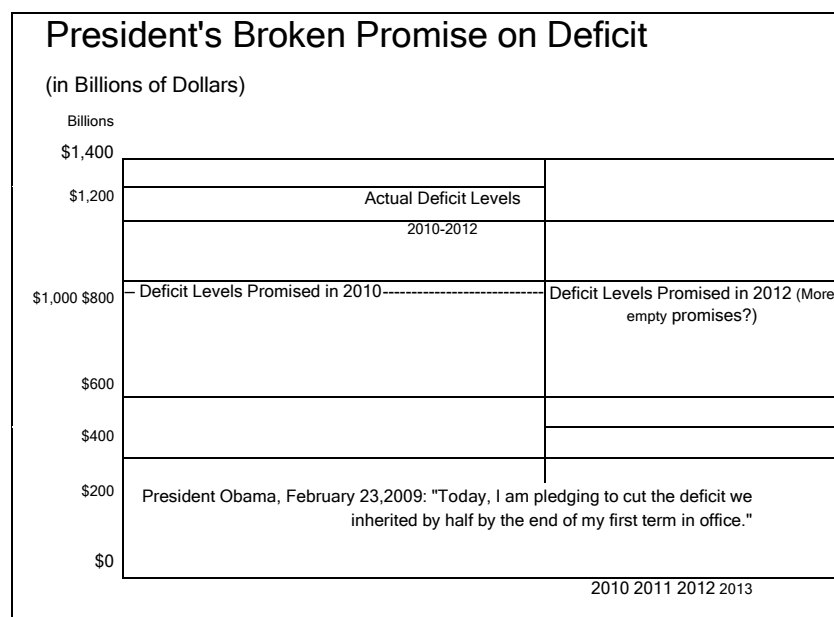 President's Broken Promise on Deficit
(in Billions of Dollars)
Billions
$1,400
$1,200
Actual Deficit Levels
2010-2012
$1,000 $800
– Deficit Levels Promised in 2010----------------------------
Deficit Levels Promised in 2012 (More
empty promises?)
$600
$400
$200
President Obama, February 23,2009: "Today, I am pledging to cut the deficit we
inherited by half by the end of my first term in office."
$0
2010 2011 2012 2013